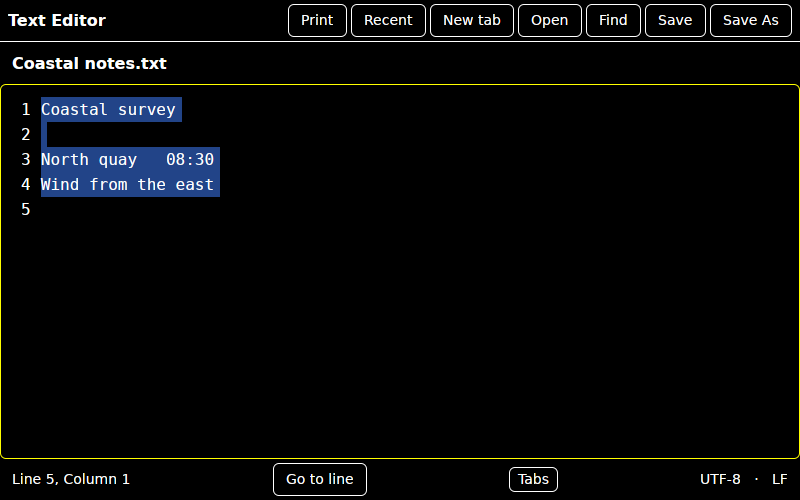 Text Editor Print Recent New tab Open Find Save Save As
Coastal notes.txt
1 Coastal survey
2
3 North quay   08:30
4 Wind from the east
5
Line 5, Column 1 Go to line Tabs UTF-8 · LF